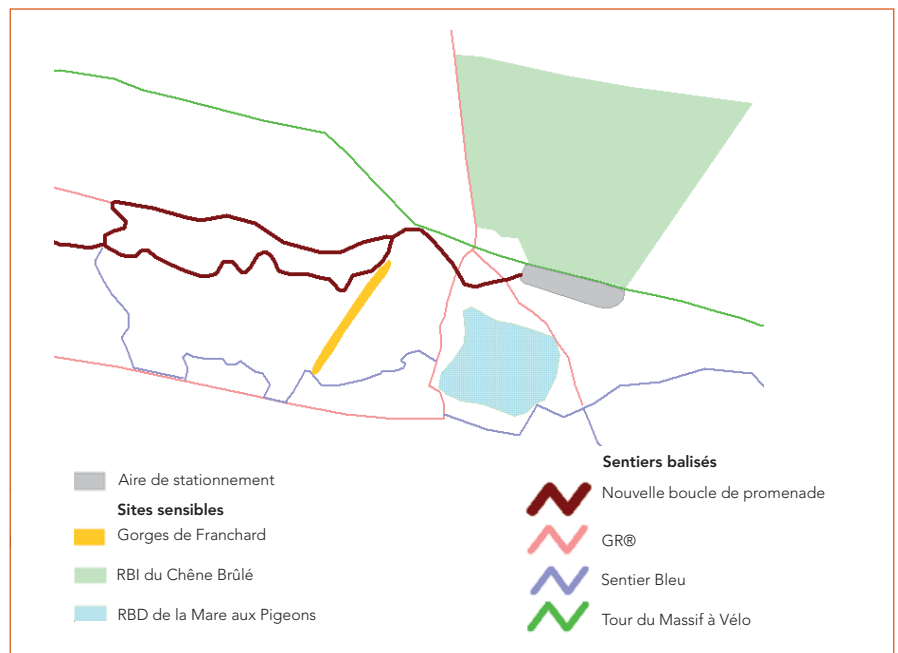 Aire de stationnement
Sites sensibles
Gorges de Franchard
RBI du Chêne Brûlé
RBD de la Mare aux Pigeons
Sentiers balisés
Nouvelle boucle de promenade
GR®
Sentier Bleu
Tour du Massif à Vélo